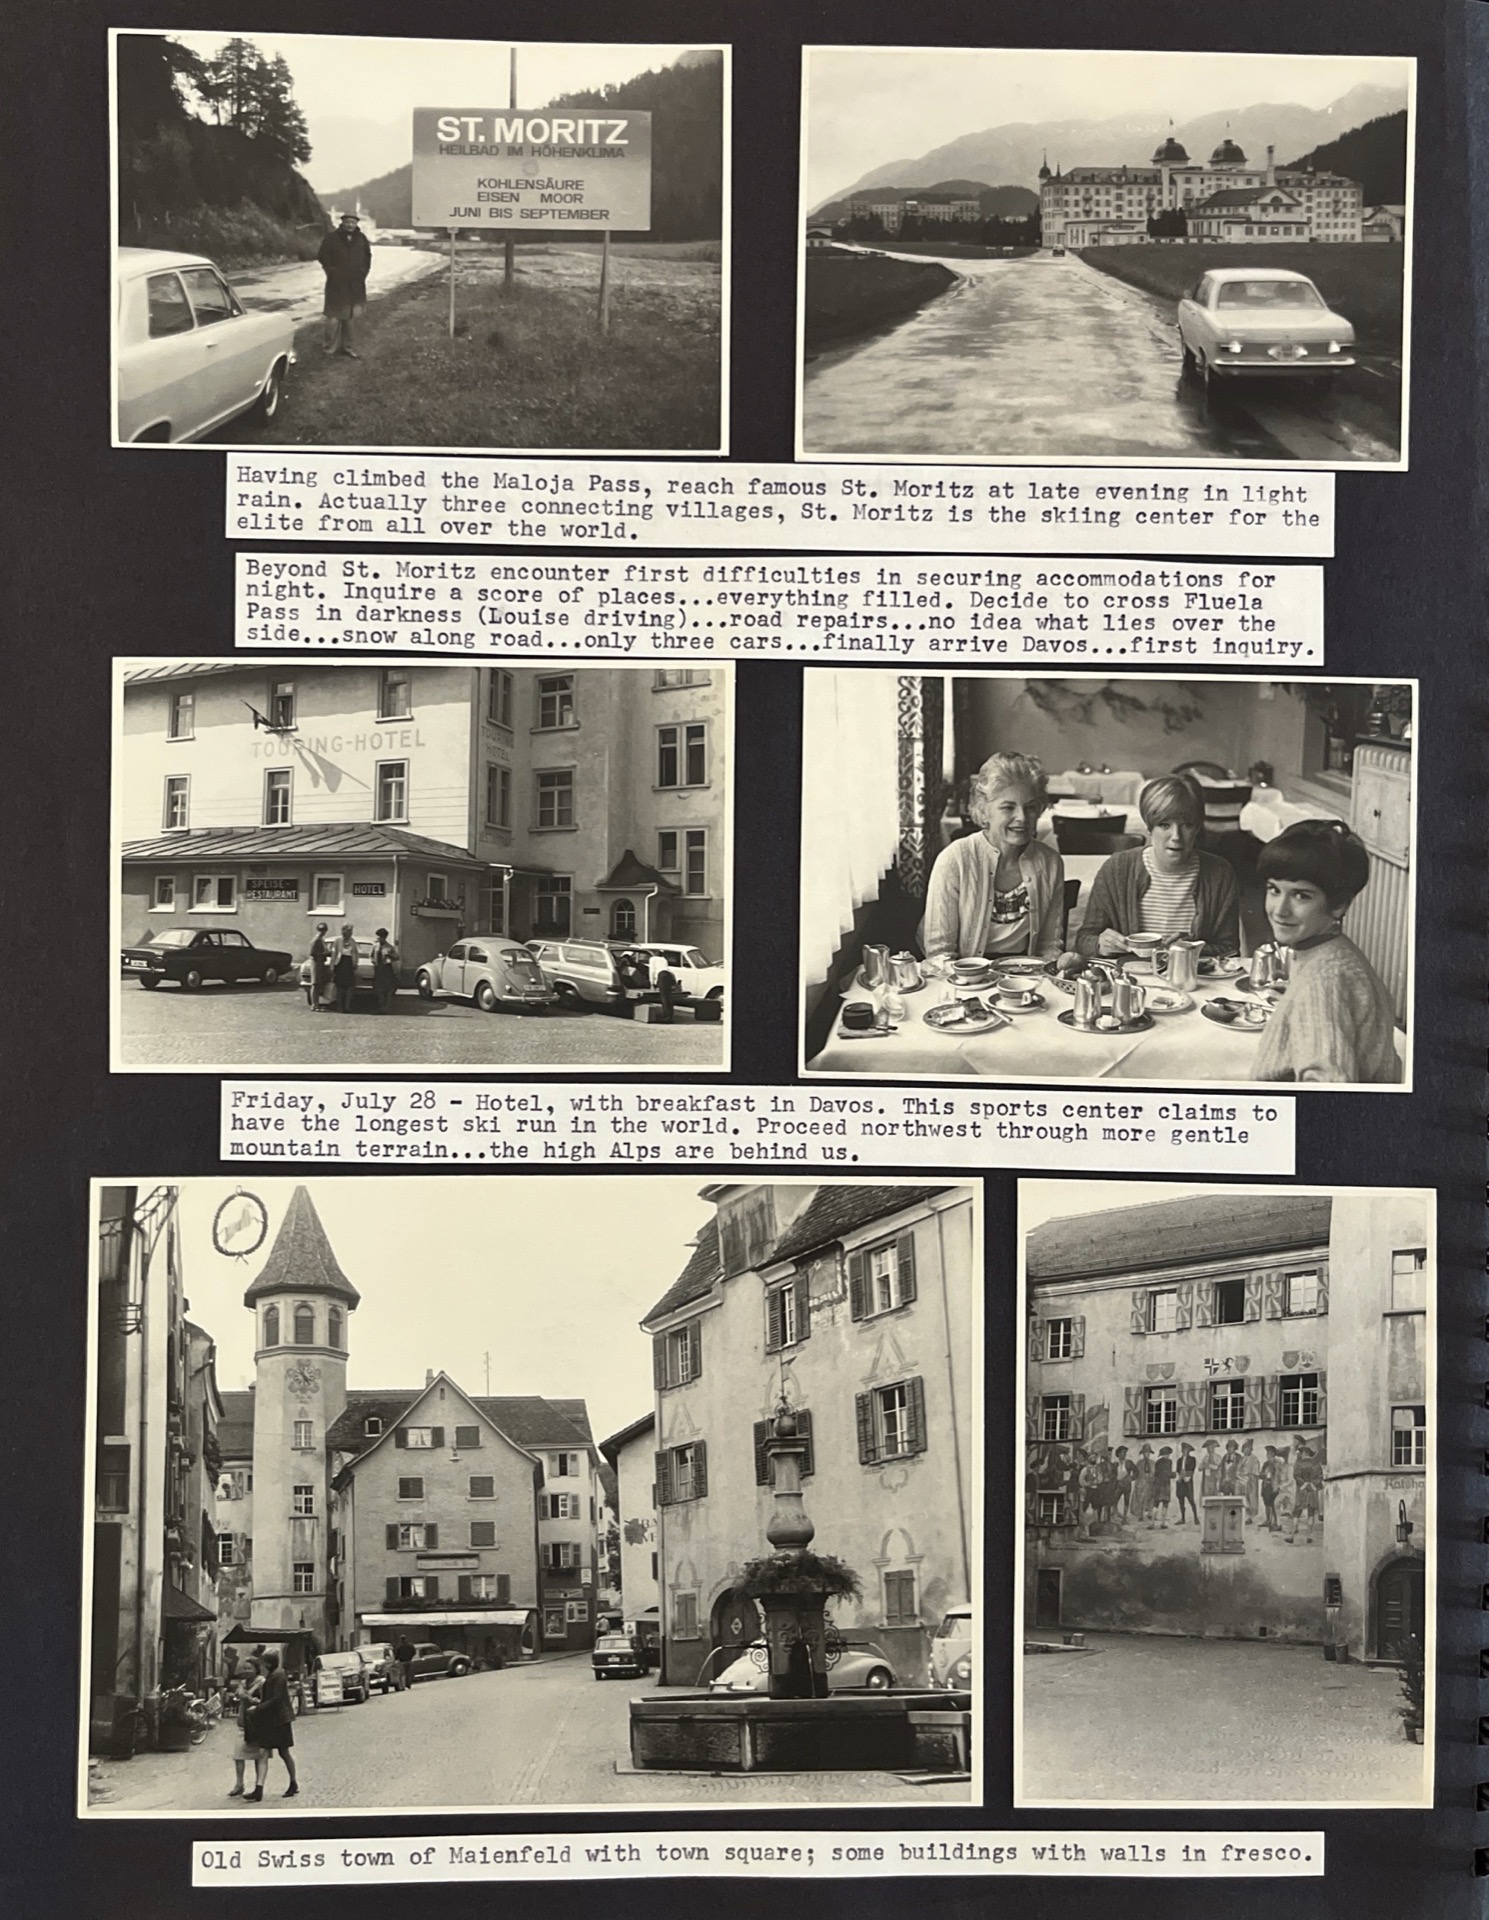 ST. MORITZ
HEILBAD IM HÖHENKLIMA
KOHLENSÄURE
EISEN MOOR
JUNI BIS SEPTEMBER
Having climbed the Maloja Pass, reach famous St. Moritz at late evening in light
rain. Actually three connecting villages, St. Moritz is the skiing center for the
elite from all over the world.
Beyond St. Moritz encounter first difficulties in securing accommodations for
night. Inquire a score of places...everything filled. Decide to cross Fluela
Pass in darkness (Louise driving)...road repairs...no idea what lies over the
side...snow along road...only three cars...finally arrive Davos...first inquiry.
TOURING-HOTEL
TOURING
HOTEL
SPEISE-
RESTAURANT
HOTEL
Friday, July 28 - Hotel, with breakfast in Davos. This sports center claims to
have the longest ski run in the world. Proceed northwest through more gentle
mountain terrain...the high Alps are behind us.
Old Swiss town of Maienfeld with town square; some buildings with walls in fresco.